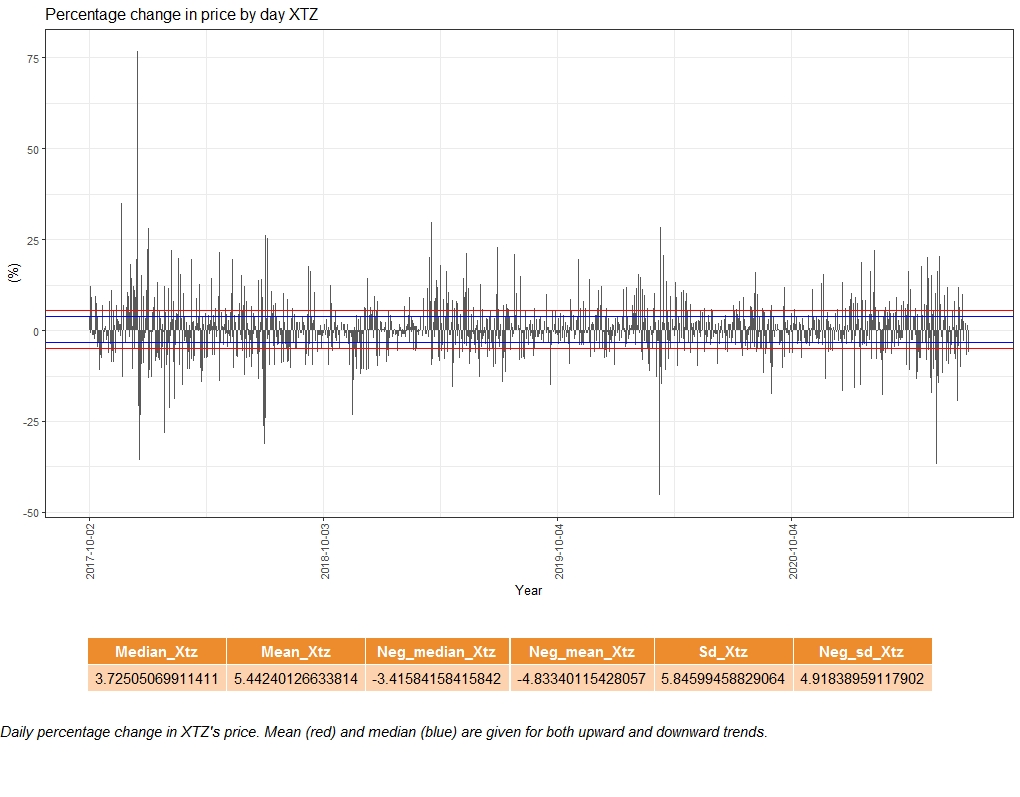 Percentage change in price by day XTZ
75
50
25
0
-25
-50
(%)
2017-10-02
2018-10-03
2019-10-04
2020-10-04
Year
Median_Xtz Mean_Xtz Neg_median_Xtz Neg_mean_Xtz Sd_Xtz Neg_sd_Xtz
3.72505069911411 5.44240126633814 -3.41584158415842 -4.83340115428057 5.84599458829064 4.91838959117902
Daily percentage change in XTZ's price. Mean (red) and median (blue) are given for both upward and downward trends.